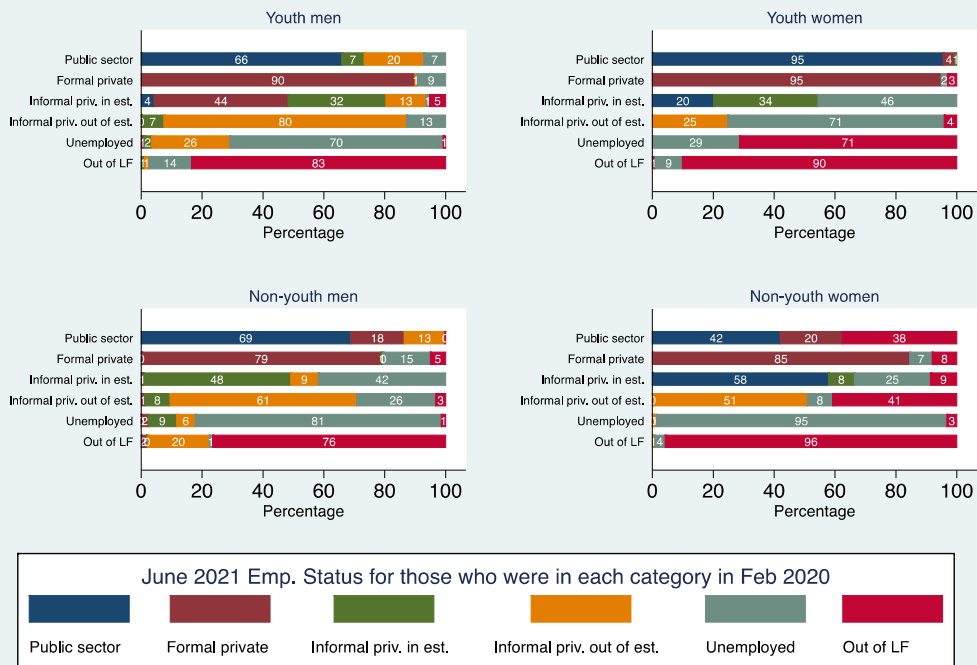 Youth men
Public sector 66 7 20 7
Formal private 90 1 9
Informal priv. in est. 4 44 32 13 1 5
Informal priv. out of est. 0 7 80 13
Unemployed 1 2 26 70 1
Out of LF 1 1 14 83
0 20 40 60 80 100
Percentage
Youth women
Public sector 95 4 1
Formal private 95 2 3
Informal priv. in est. 20 34 46
Informal priv. out of est. 25 71 4
Unemployed 29 71
Out of LF 1 9 90
0 20 40 60 80 100
Percentage
Non-youth men
Public sector 69 18 13 0
Formal private 0 79 0 15 5
Informal priv. in est. 1 48 9 42
Informal priv. out of est. 1 8 61 26 3
Unemployed 2 9 6 81 1
Out of LF 2 0 20 1 76
0 20 40 60 80 100
Percentage
Non-youth women
Public sector 42 20 38
Formal private 85 7 8
Informal priv. in est. 58 8 25 9
Informal priv. out of est. 0 51 8 41
Unemployed 95 3
Out of LF 4 96
0 20 40 60 80 100
Percentage
June 2021 Emp. Status for those who were in each category in Feb 2020
Public sector Formal private Informal priv. in est. Informal priv. out of est. Unemployed Out of LF